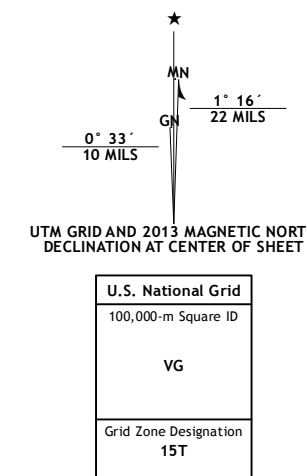 ★
MN
1° 16´
22 MILS
GN
0° 33´
10 MILS
UTM GRID AND 2013 MAGNETIC NORT
DECLINATION AT CENTER OF SHEET
U.S. National Grid
100,000-m Square ID
VG
Grid Zone Designation
15T